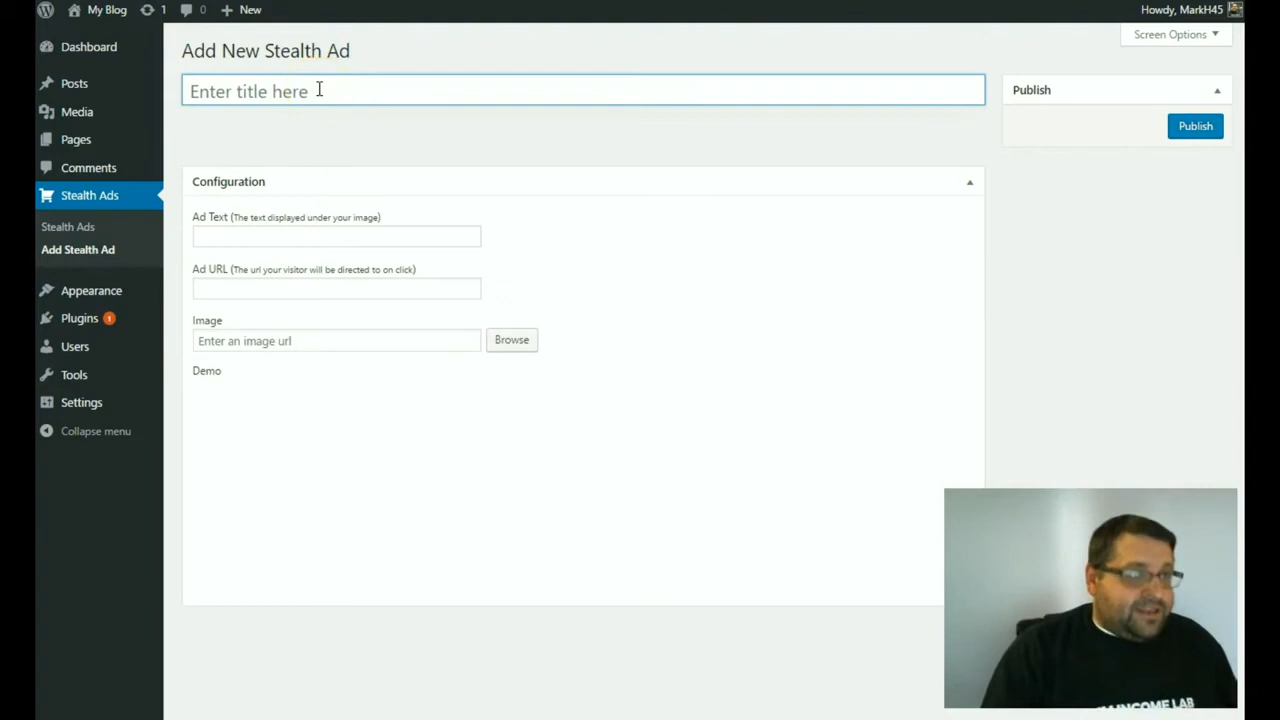 My Blog 1 0 New Howdy, MarkH45
Screen Options
Dashboard
Posts
Media
Pages
Comments
Stealth Ads
Stealth Ads
Add Stealth Ad
Appearance
Plugins 1
Users
Tools
Settings
Collapse menu
Add New Stealth Ad
Enter title here
Publish
Publish
Configuration
Ad Text (The text displayed under your image)
Ad URL (The url your visitor will be directed to on click)
Image
Enter an image url Browse
Demo
INCOME LAB